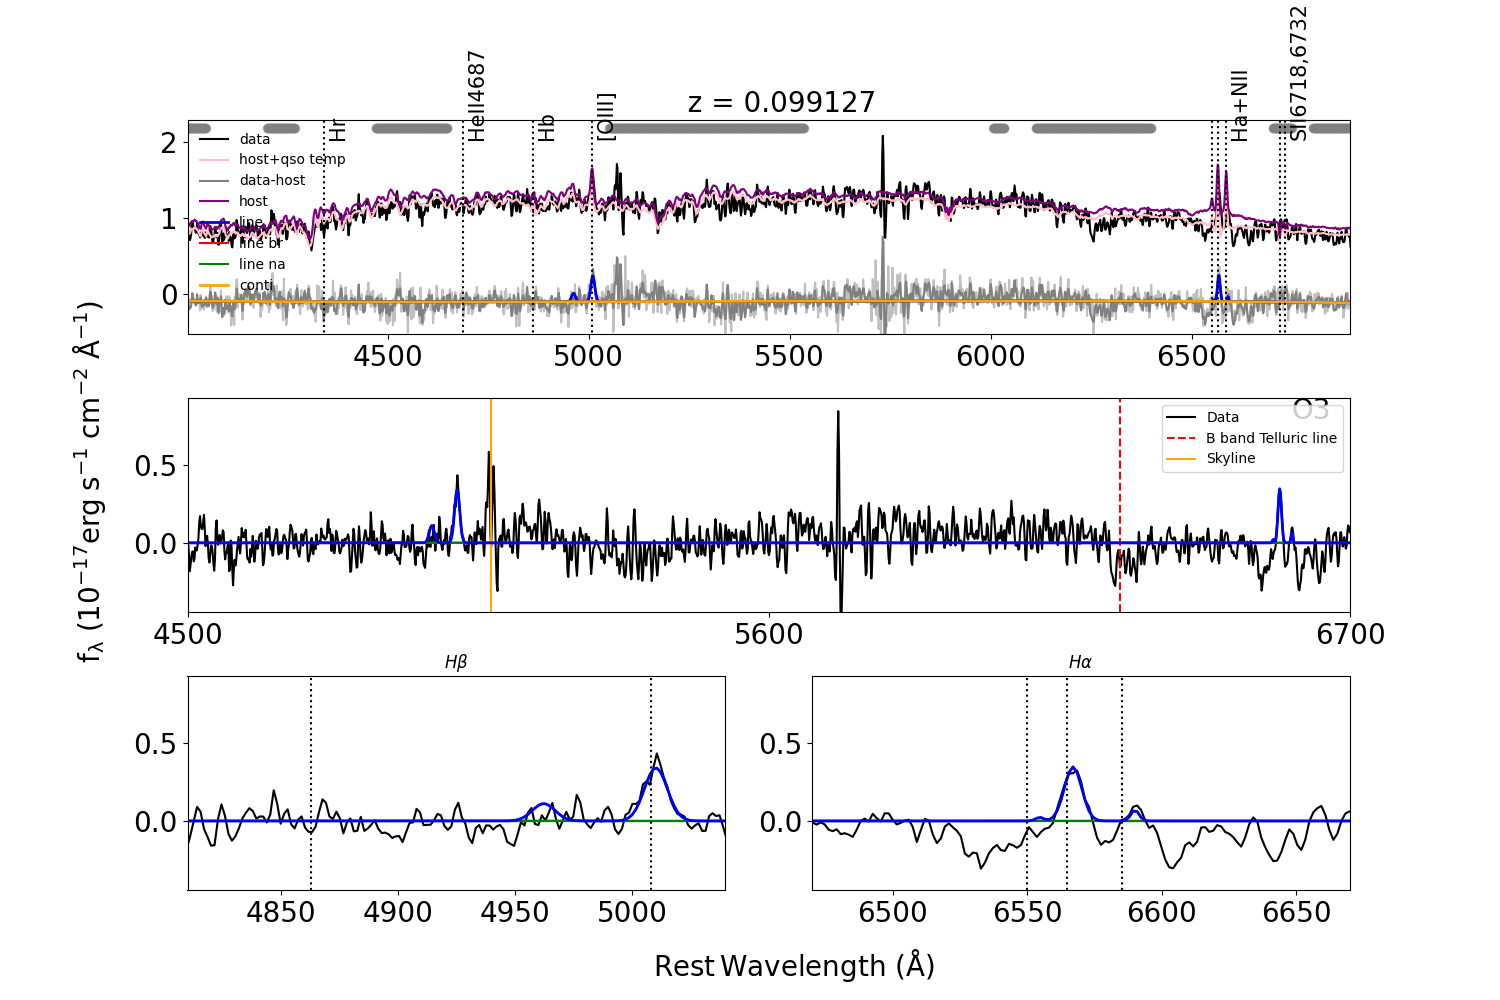 z = 0.099127
Hr
HeII4687
Hb
[OIII]
Ha+NII
SII6718,6732
data
host+qso temp
data-host
host
line
line br
line na
conti
2
1
0
4500 5000 5500 6000 6500
fλ (10⁻¹⁷erg s⁻¹ cm⁻² Å⁻¹)
O3
Data
B band Telluric line
Skyline
0.5
0.0
4500 5600 6700
Hβ
0.5
0.0
4850 4900 4950 5000
Hα
0.5
0.0
6500 6550 6600 6650
Rest Wavelength (Å)